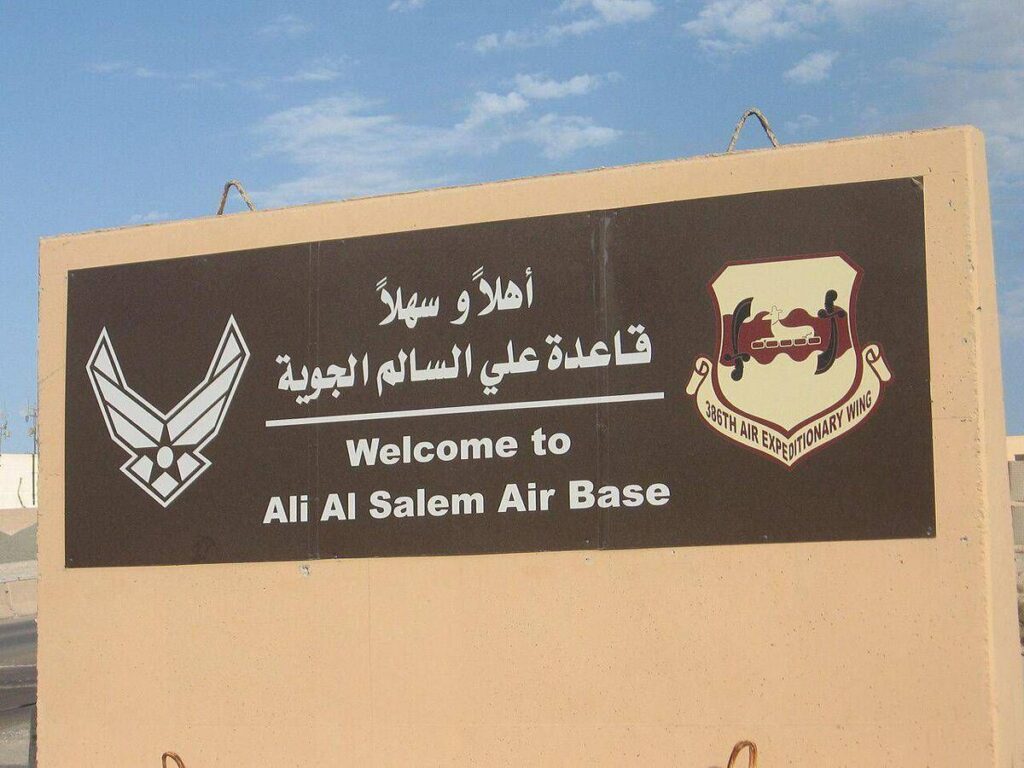 أهلاً و سهلاً
قاعدة علي السالم الجوية
Welcome to
Ali Al Salem Air Base
386TH AIR EXPEDITIONARY WING